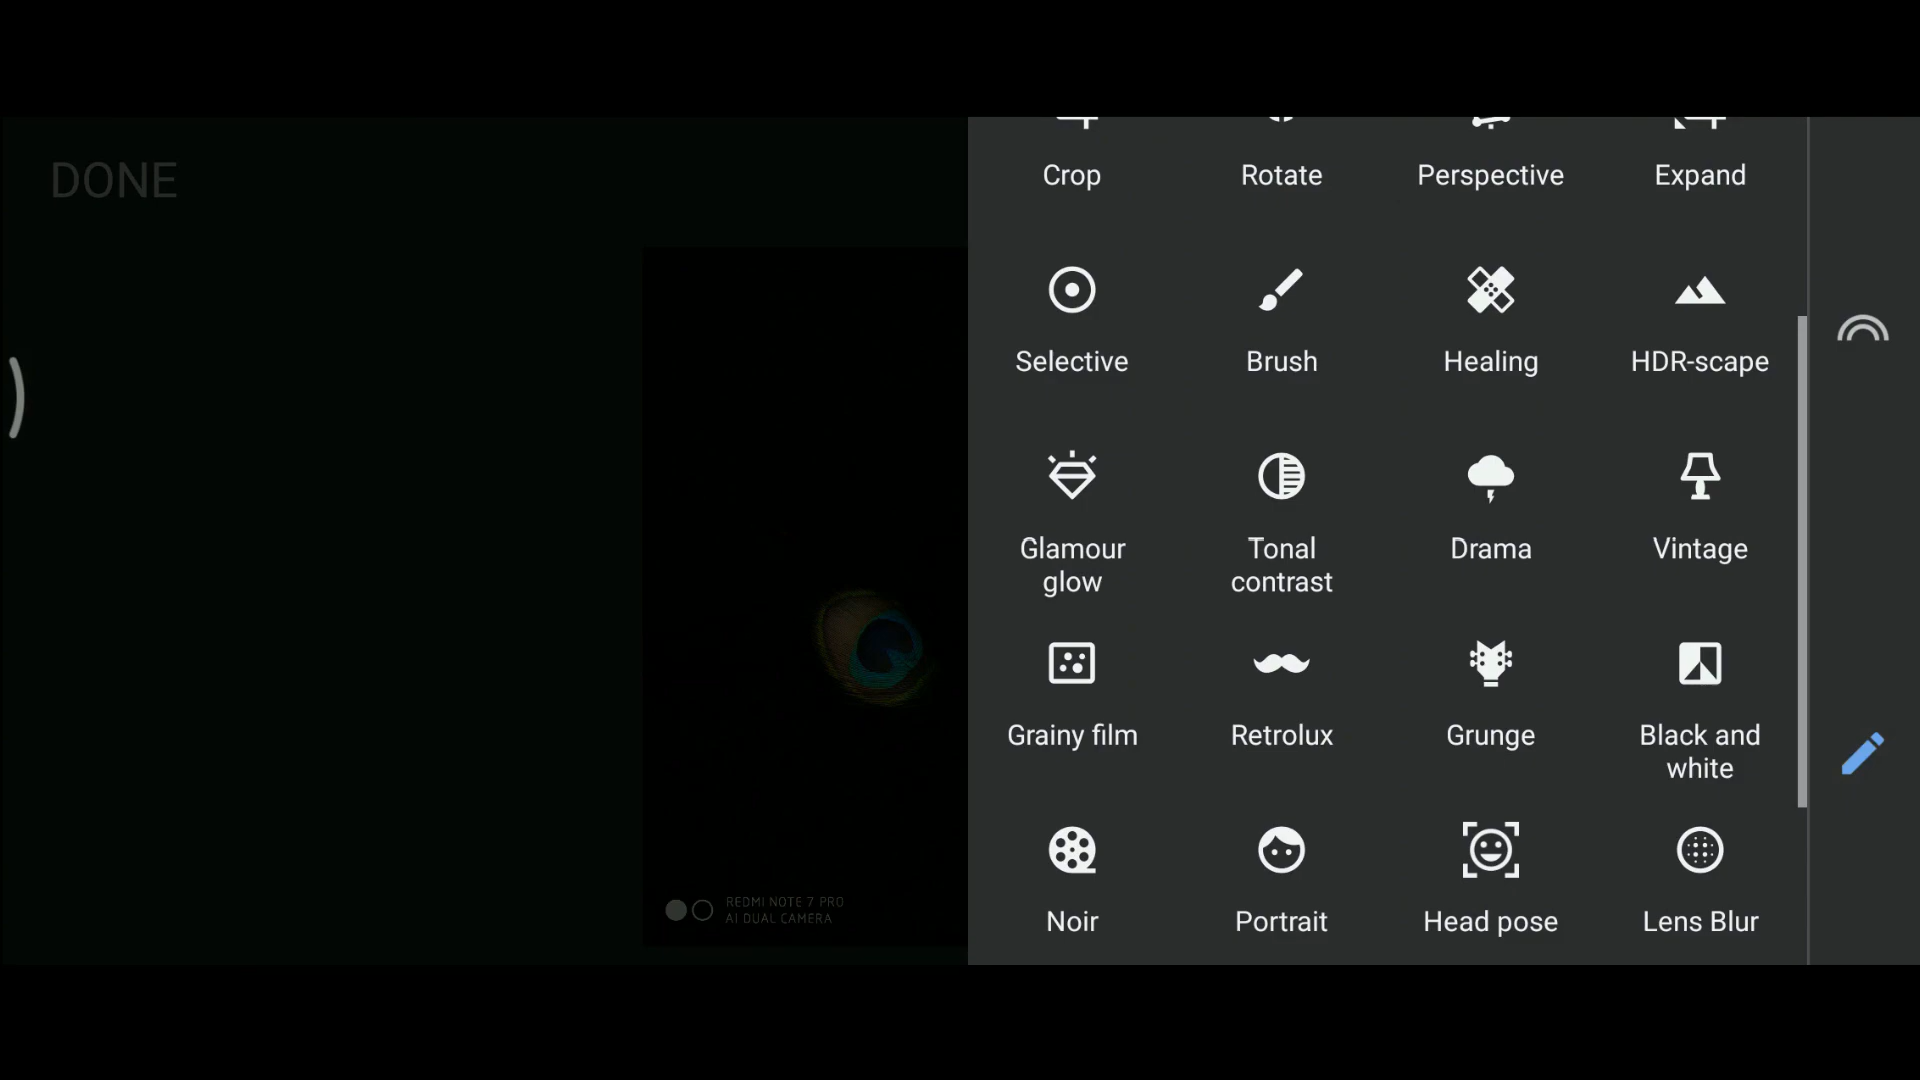 DONE
Crop
Rotate
Perspective
Expand
Selective
Brush
Healing
HDR-scape
Glamour
glow
Tonal
contrast
Drama
Vintage
Grainy film
Retrolux
Grunge
Black and
white
Noir
Portrait
Head pose
Lens Blur
REDMI NOTE 7 PRO
AI DUAL CAMERA